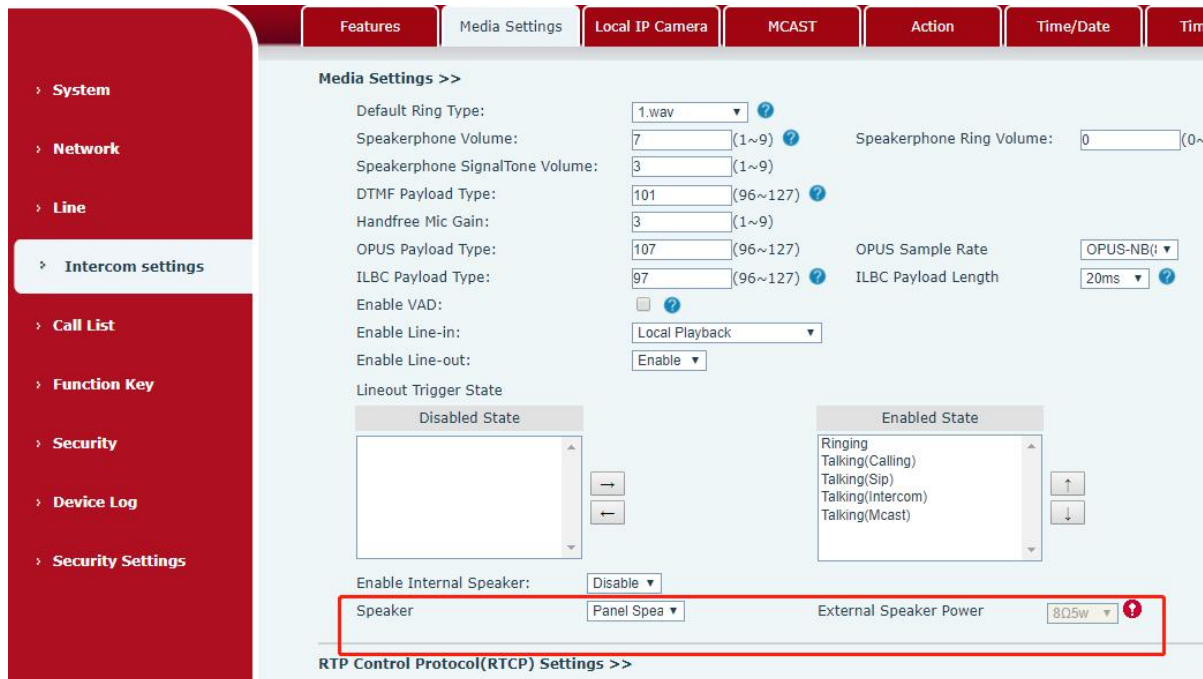 Features Media Settings Local IP Camera MCAST Action Time/Date Tim
System
Network
Line
Intercom settings
Call List
Function Key
Security
Device Log
Security Settings
Media Settings >>
Default Ring Type: 1.wav
Speakerphone Volume: 7 (1~9) Speakerphone Ring Volume: 0 (0~
Speakerphone SignalTone Volume: 3 (1~9)
DTMF Payload Type: 101 (96~127)
Handfree Mic Gain: 3 (1~9)
OPUS Payload Type: 107 (96~127) OPUS Sample Rate OPUS-NB(
ILBC Payload Type: 97 (96~127) ILBC Payload Length 20ms
Enable VAD:
Enable Line-in: Local Playback
Enable Line-out: Enable
Lineout Trigger State
Disabled State Enabled State
Ringing
Talking(Calling)
Talking(Sip)
Talking(Intercom)
Talking(Mcast)
Enable Internal Speaker: Disable
Speaker Panel Spea External Speaker Power 8Ω5w
RTP Control Protocol(RTCP) Settings >>